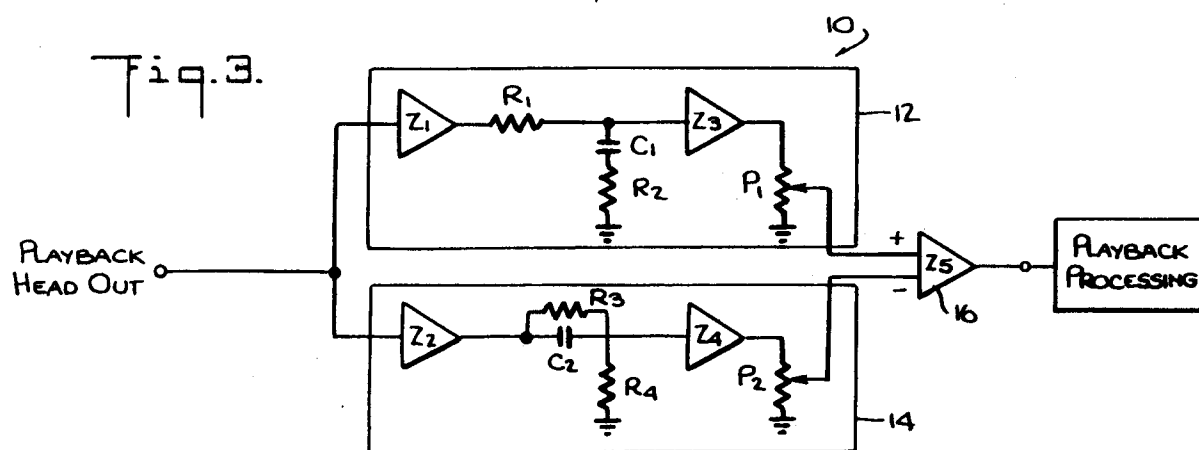 Fig.3.
10
12
Z1
R1
C1
R2
Z3
P1
PLAYBACK
HEAD OUT
+
-
Z5
16
PLAYBACK
PROCESSING
Z2
R3
C2
R4
Z4
P2
14